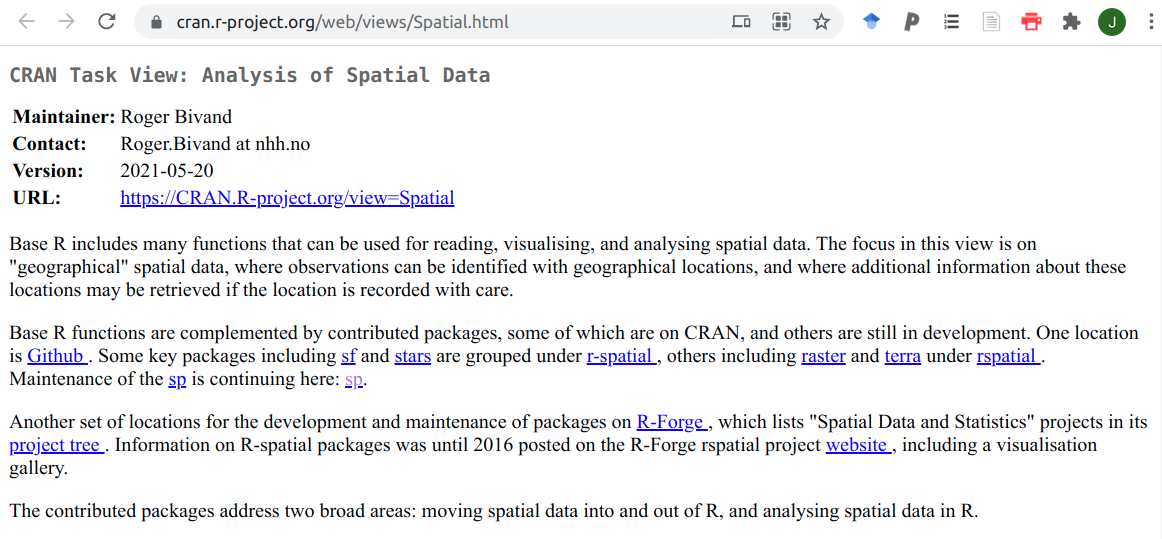 cran.r-project.org/web/views/Spatial.html
J
CRAN Task View: Analysis of Spatial Data
Maintainer: Roger Bivand
Contact: Roger.Bivand at nhh.no
Version: 2021-05-20
URL: https://CRAN.R-project.org/view=Spatial
Base R includes many functions that can be used for reading, visualising, and analysing spatial data. The focus in this view is on
"geographical" spatial data, where observations can be identified with geographical locations, and where additional information about these
locations may be retrieved if the location is recorded with care.
Base R functions are complemented by contributed packages, some of which are on CRAN, and others are still in development. One location
is Github . Some key packages including sf and stars are grouped under r-spatial , others including raster and terra under rspatial .
Maintenance of the sp is continuing here: sp.
Another set of locations for the development and maintenance of packages on R-Forge , which lists "Spatial Data and Statistics" projects in its
project tree . Information on R-spatial packages was until 2016 posted on the R-Forge rspatial project website , including a visualisation
gallery.
The contributed packages address two broad areas: moving spatial data into and out of R, and analysing spatial data in R.